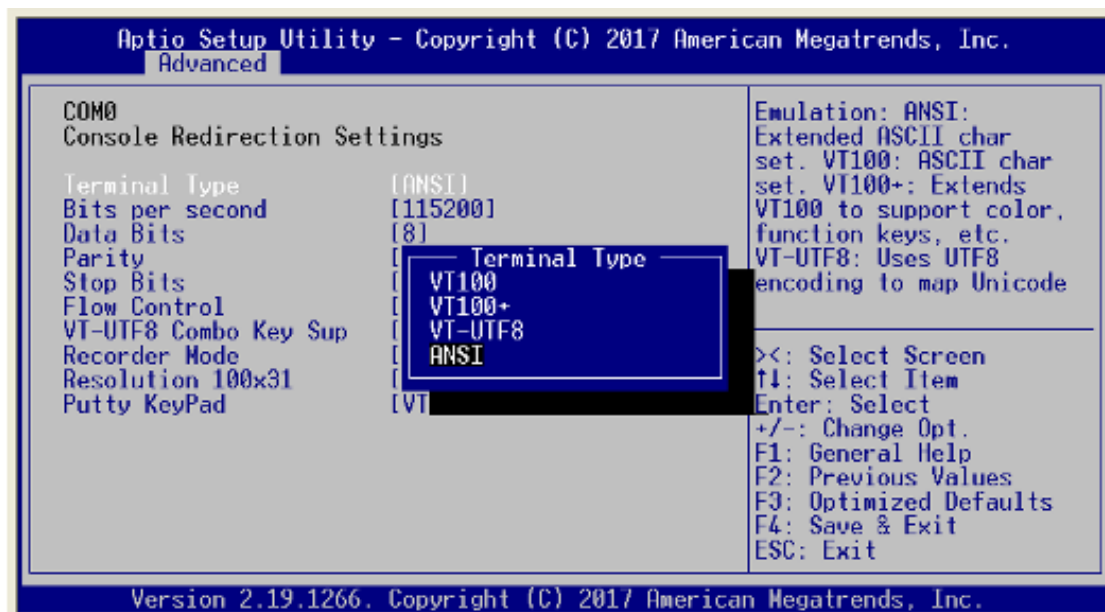 Aptio Setup Utility – Copyright (C) 2017 American Megatrends, Inc.
Advanced
COM0
Console Redirection Settings
Terminal Type [ANSI]
Bits per second [115200]
Data Bits [8]
Parity [
Stop Bits [
Flow Control [
VT-UTF8 Combo Key Sup [
Recorder Mode [
Resolution 100x31 [
Putty KeyPad [VT
Terminal Type
VT100
VT100+
VT-UTF8
ANSI
Emulation: ANSI:
Extended ASCII char
set. VT100: ASCII char
set. VT100+: Extends
VT100 to support color,
function keys, etc.
VT-UTF8: Uses UTF8
encoding to map Unicode
><: Select Screen
↑↓: Select Item
Enter: Select
+/-: Change Opt.
F1: General Help
F2: Previous Values
F3: Optimized Defaults
F4: Save & Exit
ESC: Exit
Version 2.19.1266. Copyright (C) 2017 American Megatrends, Inc.